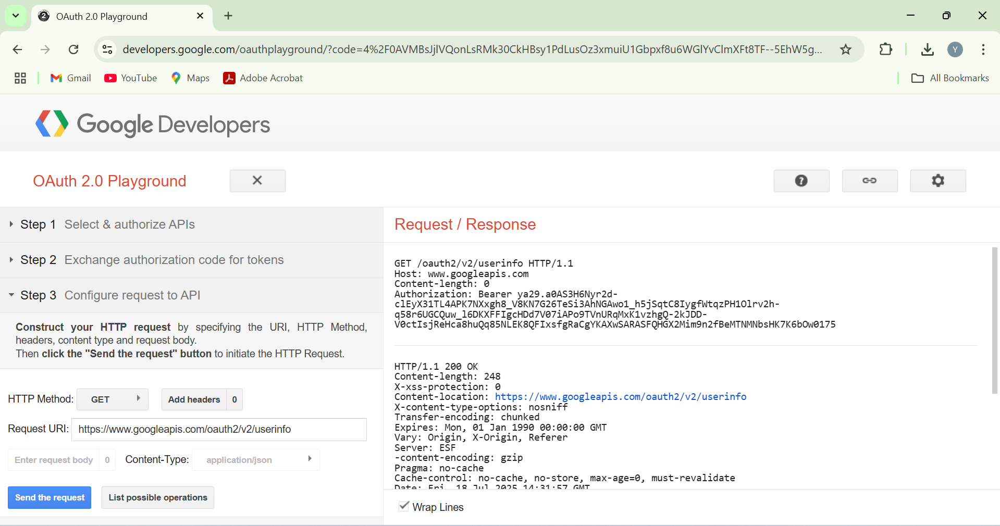 OAuth 2.0 Playground
developers.google.com/oauthplayground/?code=4%2F0AVMBsJjIVQonLsRMk30CkHBsy1PdLusOz3xmuiU1Gbpxf8u6WGlYvClmXFt8TF--5EhW5g...
Y
Gmail YouTube Maps Adobe Acrobat All Bookmarks
Google Developers
OAuth 2.0 Playground
Step 1 Select & authorize APIs
Step 2 Exchange authorization code for tokens
Step 3 Configure request to API
Construct your HTTP request by specifying the URI, HTTP Method,
headers, content type and request body.
Then click the "Send the request" button to initiate the HTTP Request.
HTTP Method: GET Add headers 0
Request URI: https://www.googleapis.com/oauth2/v2/userinfo
Enter request body 0 Content-Type: application/json
Send the request List possible operations
Request / Response
GET /oauth2/v2/userinfo HTTP/1.1
Host: www.googleapis.com
Content-length: 0
Authorization: Bearer ya29.a0AS3H6Nyr2d-
clEyX31TL4APK7NXxgh8_V8KN7G26TeSi3AhNGAwo1_h5jSqtC8IygfWtqzPH1Olrv2h-
q58r6UGCQuw_l6DKXFFIgcHDd7V07iAPo9TVnURqMxK1vzhgQ-2kJDD-
V0ctIsjReHca8huQq85NLEK8QFIxsfgRaCgYKAXwSARASFQHGX2Mim9n2fBeMTNMNbsHK7K6bOw0175
HTTP/1.1 200 OK
Content-length: 248
X-xss-protection: 0
Content-location: https://www.googleapis.com/oauth2/v2/userinfo
X-content-type-options: nosniff
Transfer-encoding: chunked
Expires: Mon, 01 Jan 1990 00:00:00 GMT
Vary: Origin, X-Origin, Referer
Server: ESF
-content-encoding: gzip
Pragma: no-cache
Cache-control: no-cache, no-store, max-age=0, must-revalidate
Date: Fri, 18 Jul 2025 14:31:57 GMT
Wrap Lines